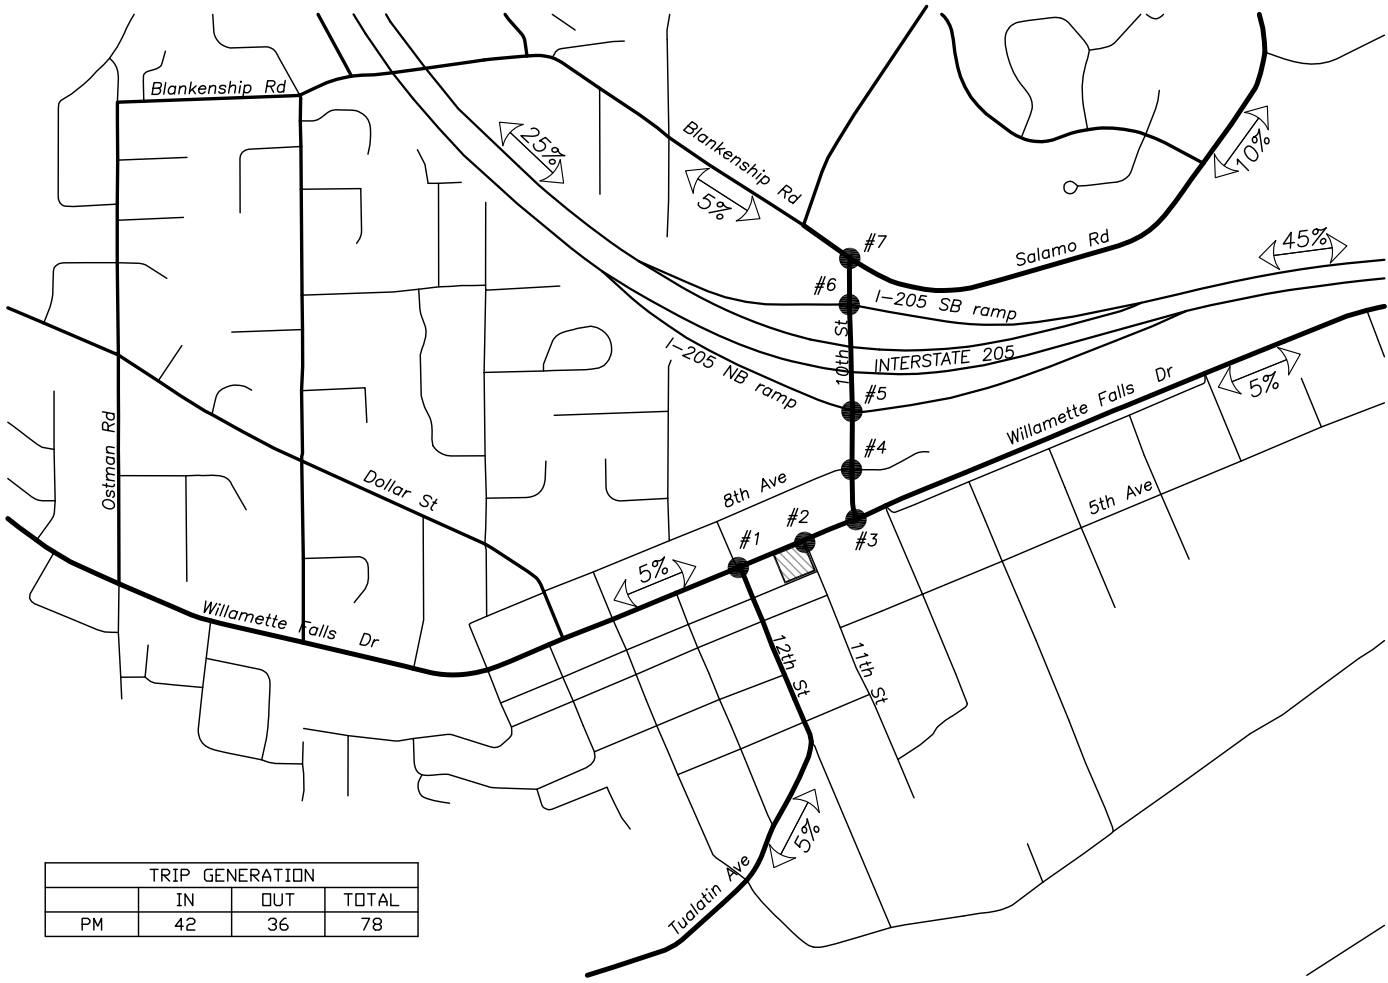 Blankenship Rd
25%
Blankenship Rd
5%
10%
#7
Salamo Rd
45%
#6
I-205 SB ramp
10th St
I-205 NB ramp
INTERSTATE 205
#5
Willamette Falls Dr
5%
Ostman Rd
#4
Dollar St
8th Ave
5th Ave
#2
#1
#3
5%
Willamette Falls Dr
12th St
11th St
5%
Tualatin Ave
TRIP GENERATION
IN OUT TOTAL
PM 42 36 78